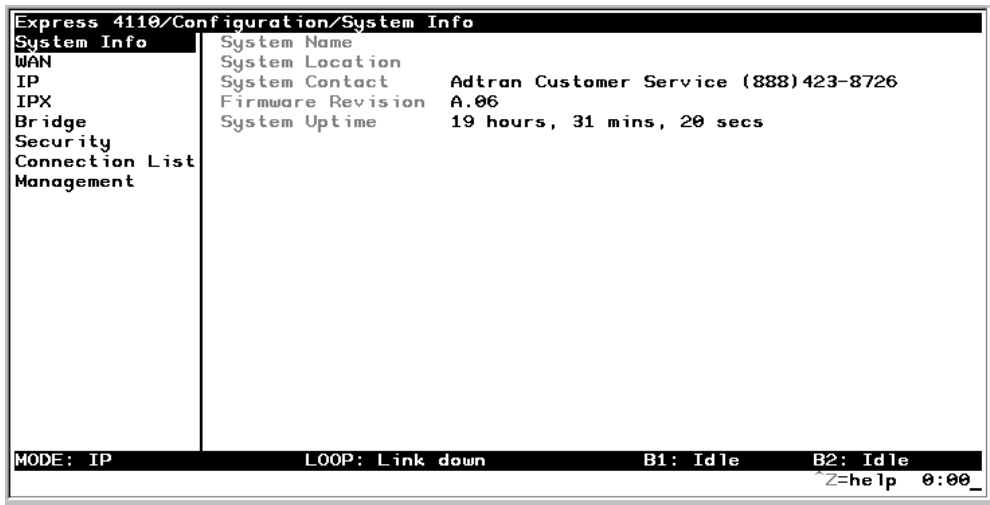 Express 4110/Configuration/System Info
System Info System Name
WAN System Location
IP System Contact Adtran Customer Service (888)423-8726
IPX Firmware Revision A.06
Bridge System Uptime 19 hours, 31 mins, 20 secs
Security
Connection List
Management
MODE: IP LOOP: Link down B1: Idle B2: Idle
^Z=help 0:00_